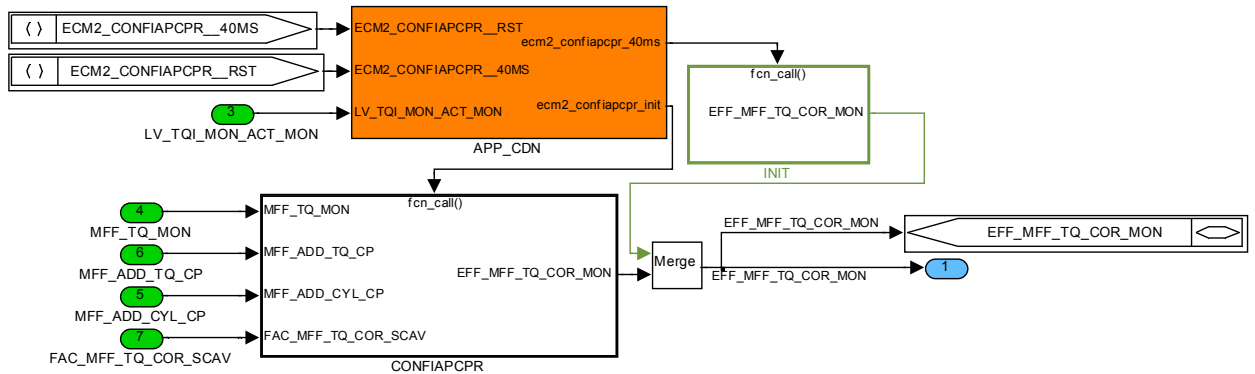 ⟨ ⟩ ECM2_CONFIAPCPR__40MS
⟨ ⟩ ECM2_CONFIAPCPR__RST
3
LV_TQI_MON_ACT_MON
ECM2_CONFIAPCPR__RST
ECM2_CONFIAPCPR__40MS
LV_TQI_MON_ACT_MON
ecm2_confiapcpr_40ms
ecm2_confiapcpr_init
APP_CDN
fcn_call()
EFF_MFF_TQ_COR_MON
INIT
4
MFF_TQ_MON
6
MFF_ADD_TQ_CP
5
MFF_ADD_CYL_CP
7
FAC_MFF_TQ_COR_SCAV
fcn_call()
MFF_TQ_MON
MFF_ADD_TQ_CP
MFF_ADD_CYL_CP
FAC_MFF_TQ_COR_SCAV
EFF_MFF_TQ_COR_MON
CONFIAPCPR
Merge
EFF_MFF_TQ_COR_MON
EFF_MFF_TQ_COR_MON
EFF_MFF_TQ_COR_MON
1